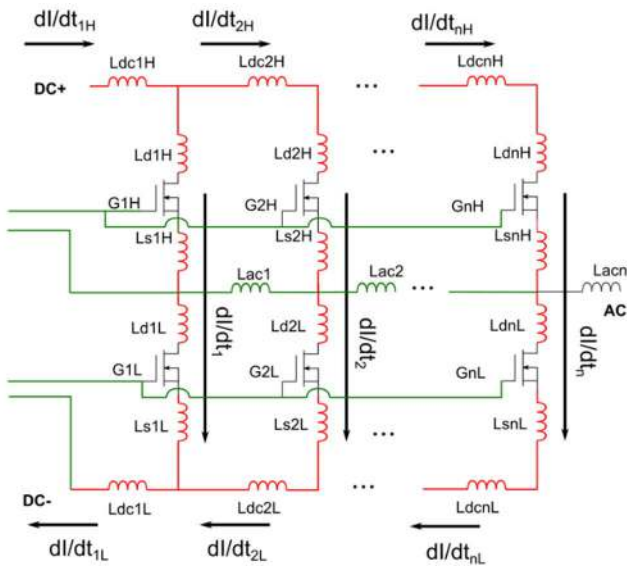 dI/dt1H dI/dt2H dI/dtnH
Ldc1H Ldc2H LdcnH
DC+ ... 
Ld1H Ld2H ... LdnH
G1H G2H GnH
Ls1H Ls2H LsnH
Lac1 Lac2 ... Lacn
AC
dI/dt1 dI/dt2 dI/dtn
Ld1L Ld2L LdnL
G1L G2L GnL
Ls1L Ls2L ... LsnL
DC- ...
Ldc1L Ldc2L LdcnL
dI/dt1L dI/dt2L dI/dtnL